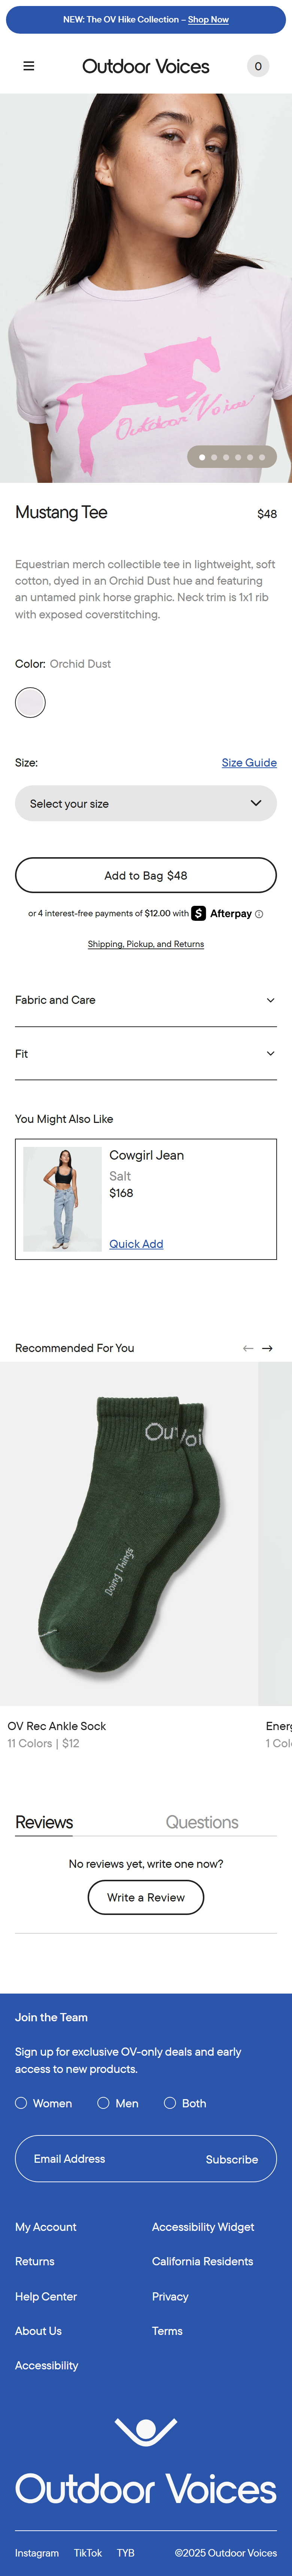 NEW: The OV Hike Collection – Shop Now
Outdoor Voices
0
Outdoor Voices
Mustang Tee
$48
Equestrian merch collectible tee in lightweight, soft
cotton, dyed in an Orchid Dust hue and featuring
an untamed pink horse graphic. Neck trim is 1x1 rib
with exposed coverstitching.
Color: Orchid Dust
Size:
Size Guide
Select your size
Add to Bag $48
or 4 interest-free payments of $12.00 with $ Afterpay ⓘ
Shipping, Pickup, and Returns
Fabric and Care
Fit
You Might Also Like
Cowgirl Jean
Salt
$168
Quick Add
Recommended For You
Doing Things
OV Rec Ankle Sock
11 Colors | $12
Reviews
Questions
No reviews yet, write one now?
Write a Review
Join the Team
Sign up for exclusive OV-only deals and early
access to new products.
Women Men Both
Email Address Subscribe
My Account
Accessibility Widget
Returns
California Residents
Help Center
Privacy
About Us
Terms
Accessibility
Outdoor Voices
Instagram TikTok TYB ©2025 Outdoor Voices